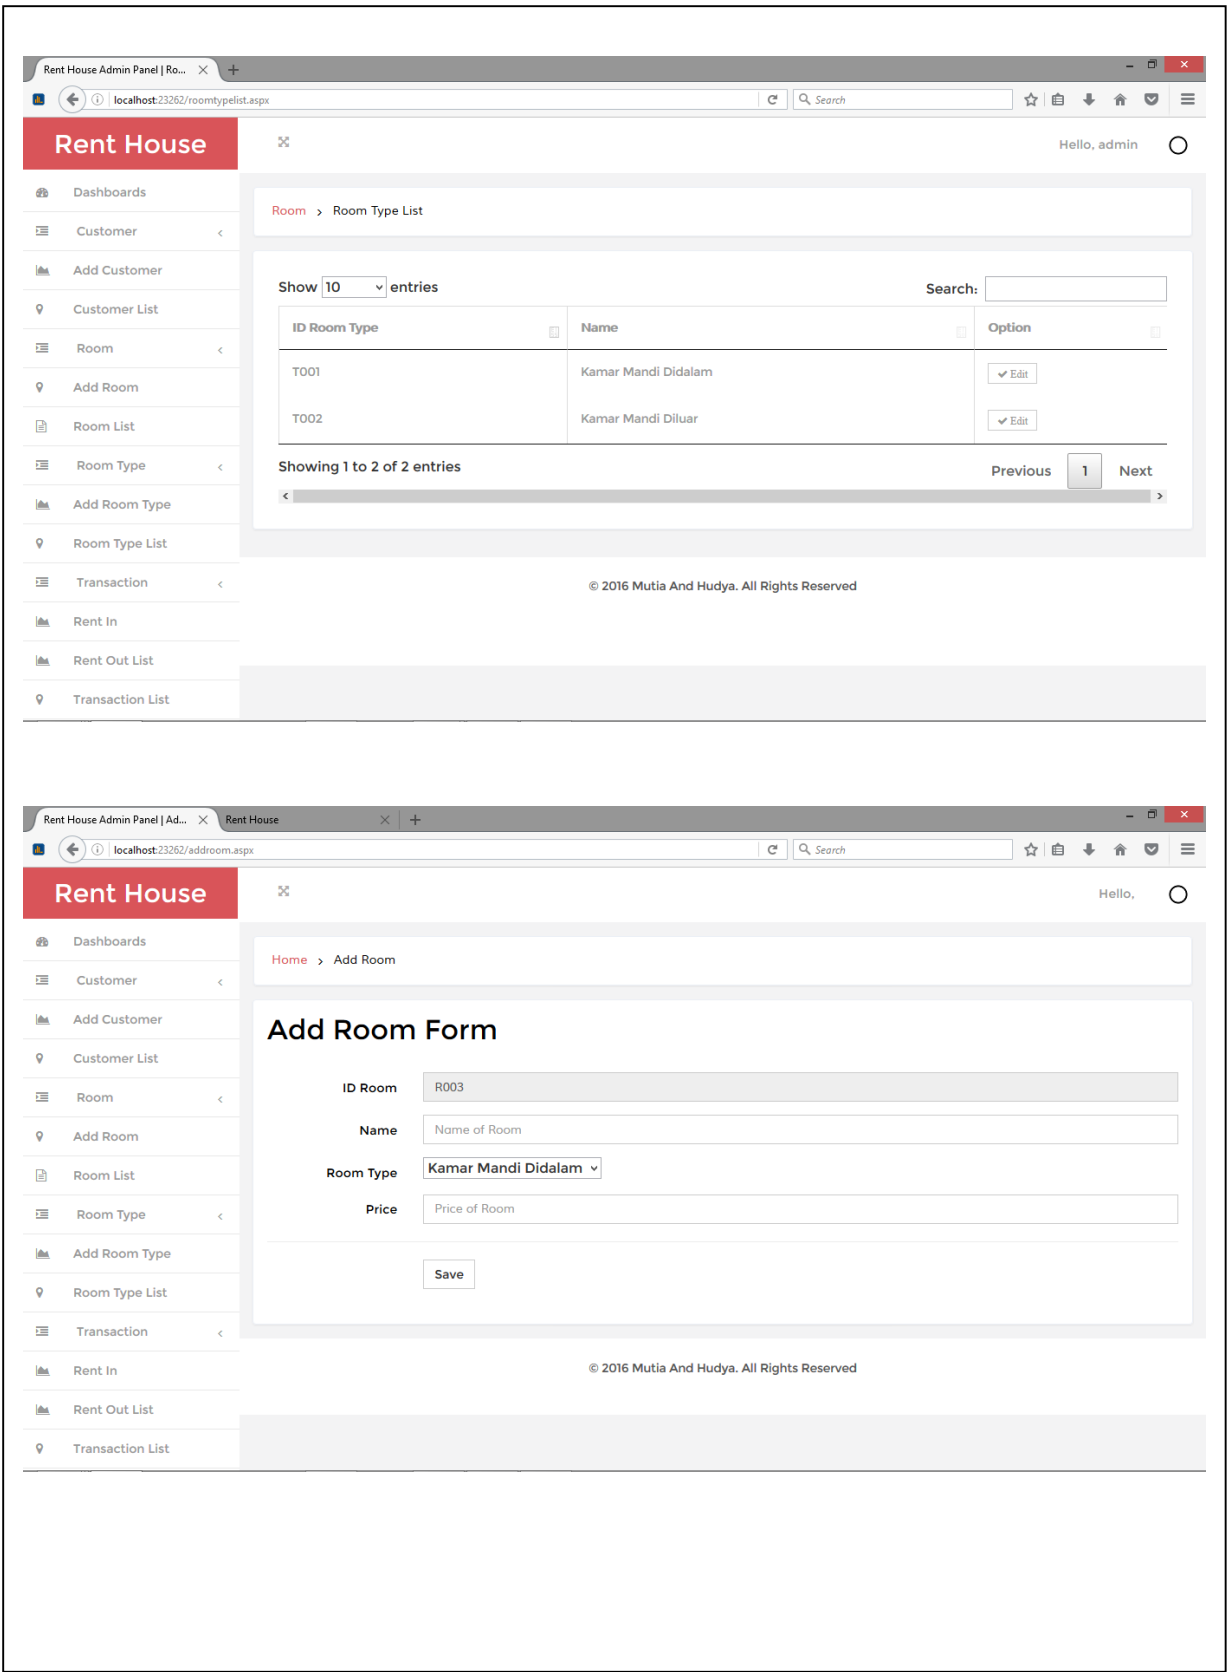 Rent House Admin Panel | Ro...
localhost:23262/roomtypelist.aspx
Search
Rent House
Hello, admin
Dashboards
Customer
Add Customer
Customer List
Room
Add Room
Room List
Room Type
Add Room Type
Room Type List
Transaction
Rent In
Rent Out List
Transaction List
Room > Room Type List
Show 10 entries
Search:
ID Room Type Name Option
T001 Kamar Mandi Didalam Edit
T002 Kamar Mandi Diluar Edit
Showing 1 to 2 of 2 entries
Previous 1 Next
© 2016 Mutia And Hudya. All Rights Reserved
Rent House Admin Panel | Ad... Rent House
localhost:23262/addroom.aspx
Search
Rent House
Hello,
Dashboards
Customer
Add Customer
Customer List
Room
Add Room
Room List
Room Type
Add Room Type
Room Type List
Transaction
Rent In
Rent Out List
Transaction List
Home > Add Room
Add Room Form
ID Room R003
Name Name of Room
Room Type Kamar Mandi Didalam
Price Price of Room
Save
© 2016 Mutia And Hudya. All Rights Reserved